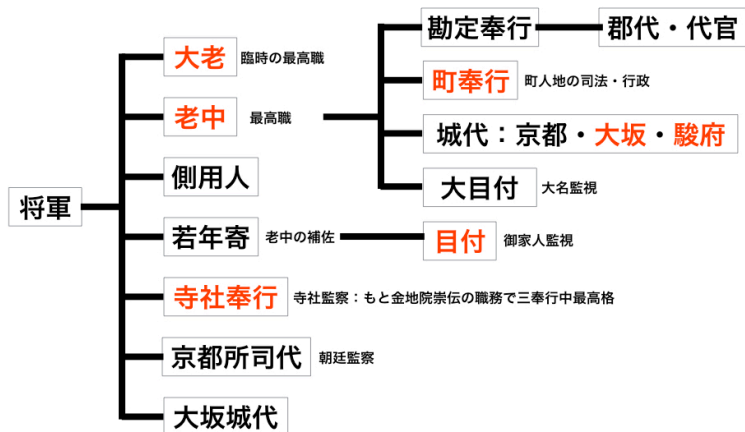 勘定奉行
郡代・代官
大老
臨時の最高職
町奉行
町人地の司法・行政
老中
最高職
城代：京都・大坂・駿府
側用人
大目付
大名監視
将軍
若年寄
老中の補佐
目付
御家人監視
寺社奉行
寺社監察：もと金地院崇伝の職務で三奉行中最高格
京都所司代
朝廷監察
大坂城代